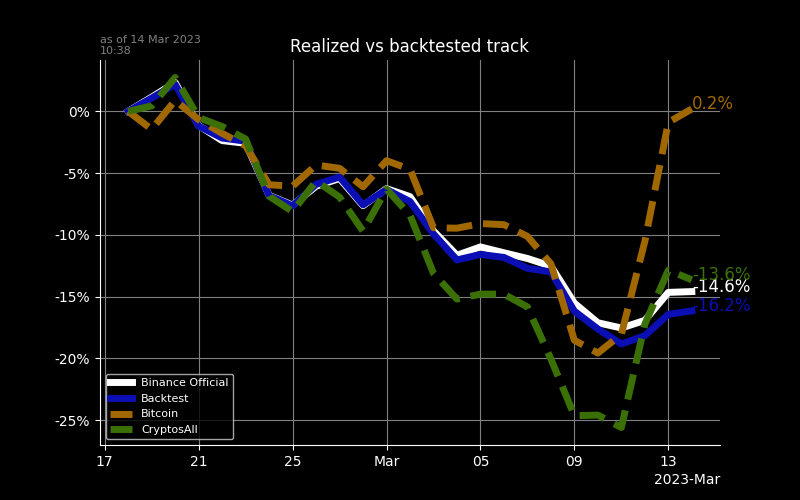 as of 14 Mar 2023
10:38
Realized vs backtested track
0%
-5%
-10%
-15%
-20%
-25%
0.2%
-13.6%
-14.6%
-16.2%
Binance Official
Backtest
Bitcoin
CryptosAll
17 21 25 Mar 05 09 13
2023-Mar